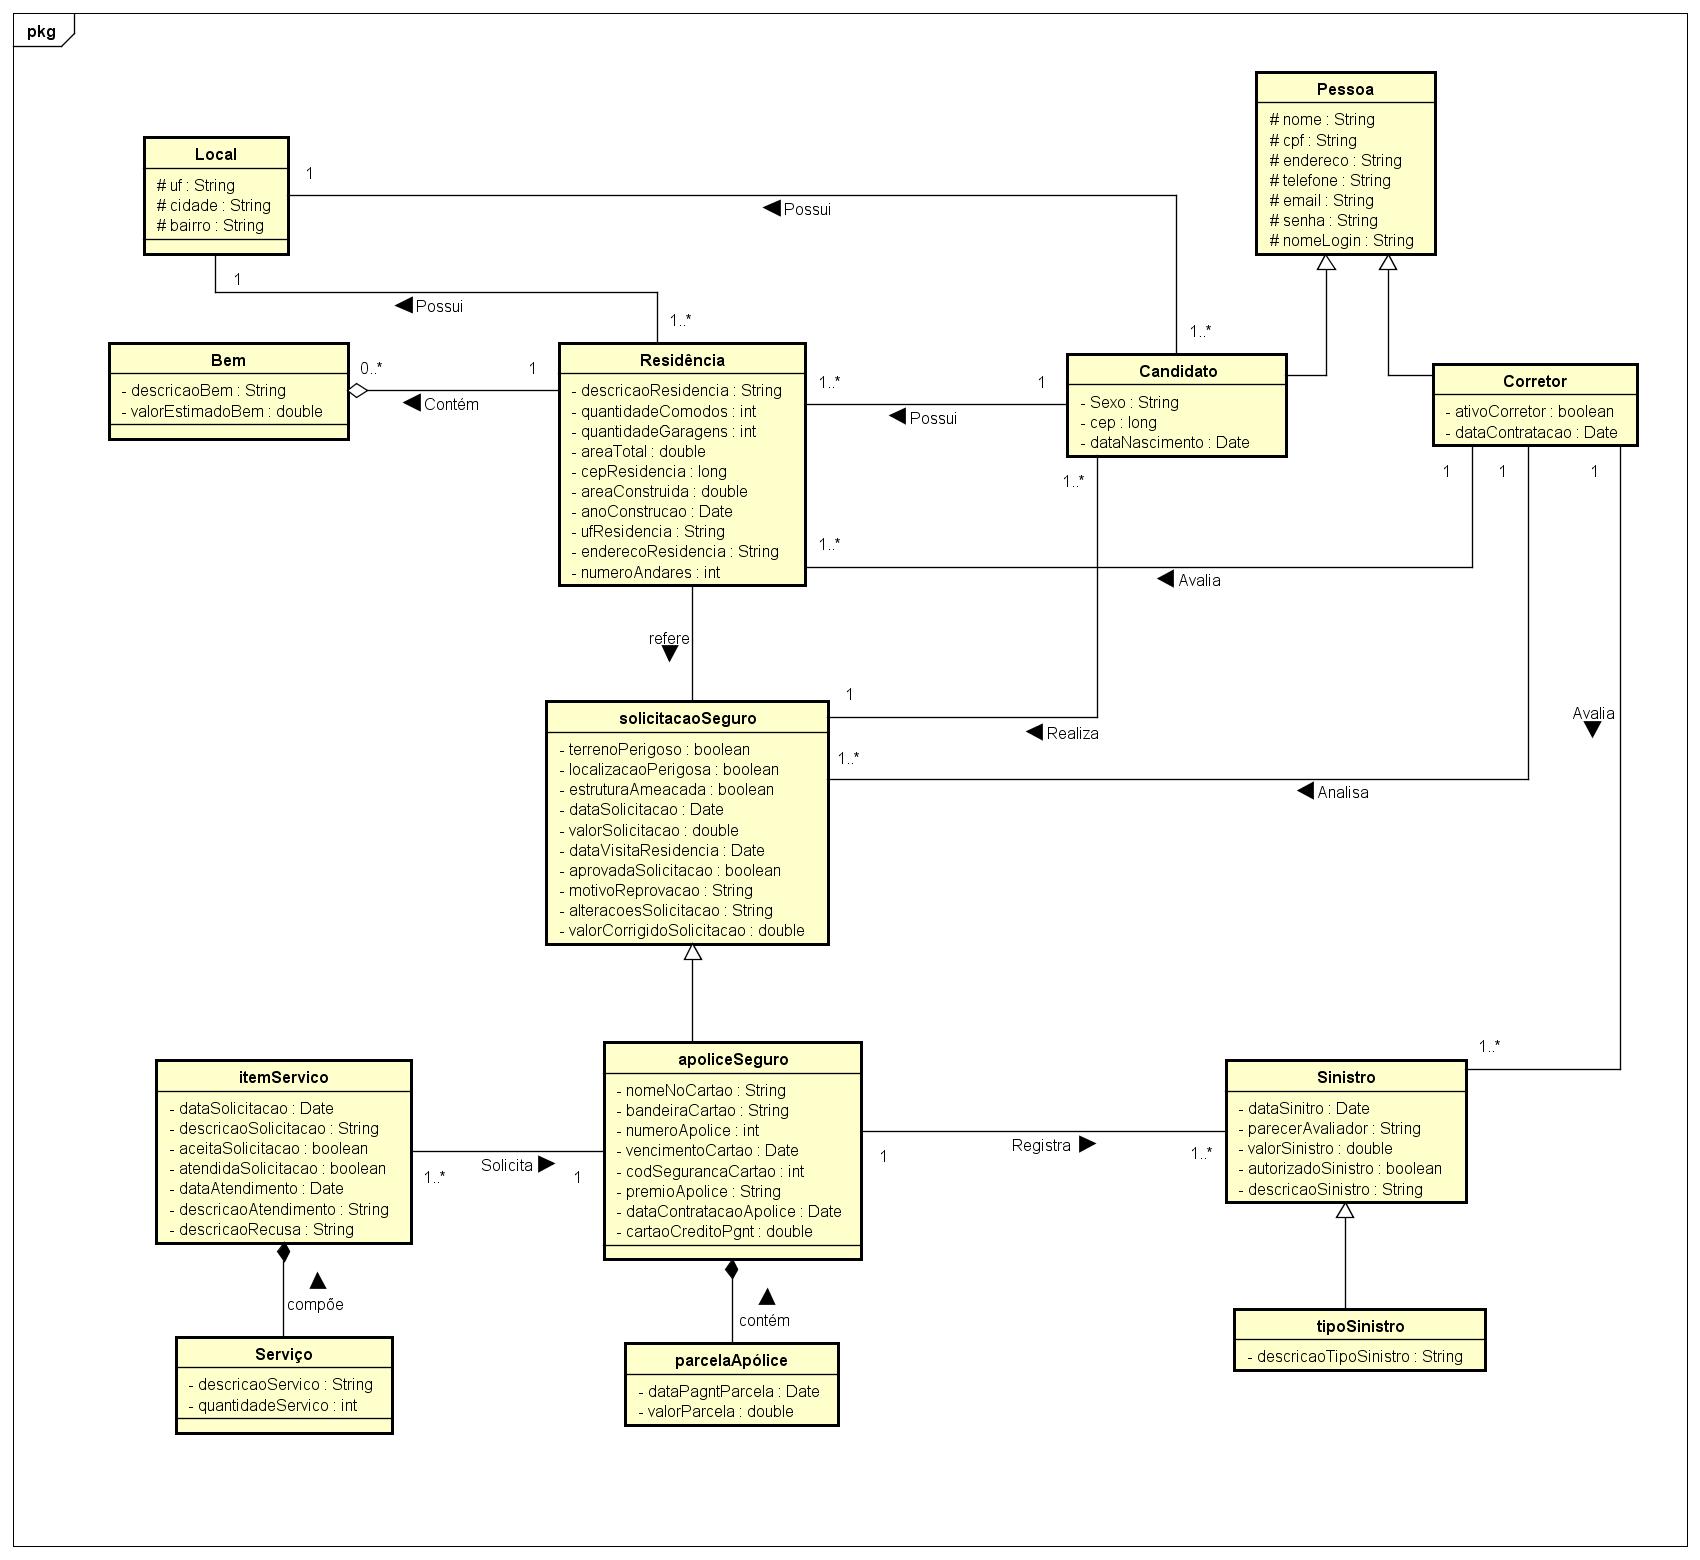 pkg
Pessoa
# nome : String
# cpf : String
# endereco : String
# telefone : String
# email : String
# senha : String
# nomeLogin : String
Local
# uf : String
# cidade : String
# bairro : String
1
Possui
1..*
1
Possui
1..*
Bem
- descricaoBem : String
- valorEstimadoBem : double
0..*
1
Contém
Residência
- descricaoResidencia : String
- quantidadeComodos : int
- quantidadeGaragens : int
- areaTotal : double
- cepResidencia : long
- areaConstruida : double
- anoConstrucao : Date
- ufResidencia : String
- enderecoResidencia : String
- numeroAndares : int
1..*
1
Possui
Candidato
- Sexo : String
- cep : long
- dataNascimento : Date
Corretor
- ativoCorretor : boolean
- dataContratacao : Date
1..*
1
1
1
1..*
Avalia
refere
1
Realiza
Avalia
1..*
Analisa
solicitacaoSeguro
- terrenoPerigoso : boolean
- localizacaoPerigosa : boolean
- estruturaAmeacada : boolean
- dataSolicitacao : Date
- valorSolicitacao : double
- dataVisitaResidencia : Date
- aprovadaSolicitacao : boolean
- motivoReprovacao : String
- alteracoesSolicitacao : String
- valorCorrigidoSolicitacao : double
itemServico
- dataSolicitacao : Date
- descricaoSolicitacao : String
- aceitaSolicitacao : boolean
- atendidaSolicitacao : boolean
- dataAtendimento : Date
- descricaoAtendimento : String
- descricaoRecusa : String
1..*
Solicita
1
apoliceSeguro
- nomeNoCartao : String
- bandeiraCartao : String
- numeroApolice : int
- vencimentoCartao : Date
- codSegurancaCartao : int
- premioApolice : String
- dataContratacaoApolice : Date
- cartaoCreditoPgnt : double
1
Registra
1..*
1..*
Sinistro
- dataSinitro : Date
- parecerAvaliador : String
- valorSinistro : double
- autorizadoSinistro : boolean
- descricaoSinistro : String
compõe
contém
Serviço
- descricaoServico : String
- quantidadeServico : int
parcelaApólice
- dataPagntParcela : Date
- valorParcela : double
tipoSinistro
- descricaoTipoSinistro : String